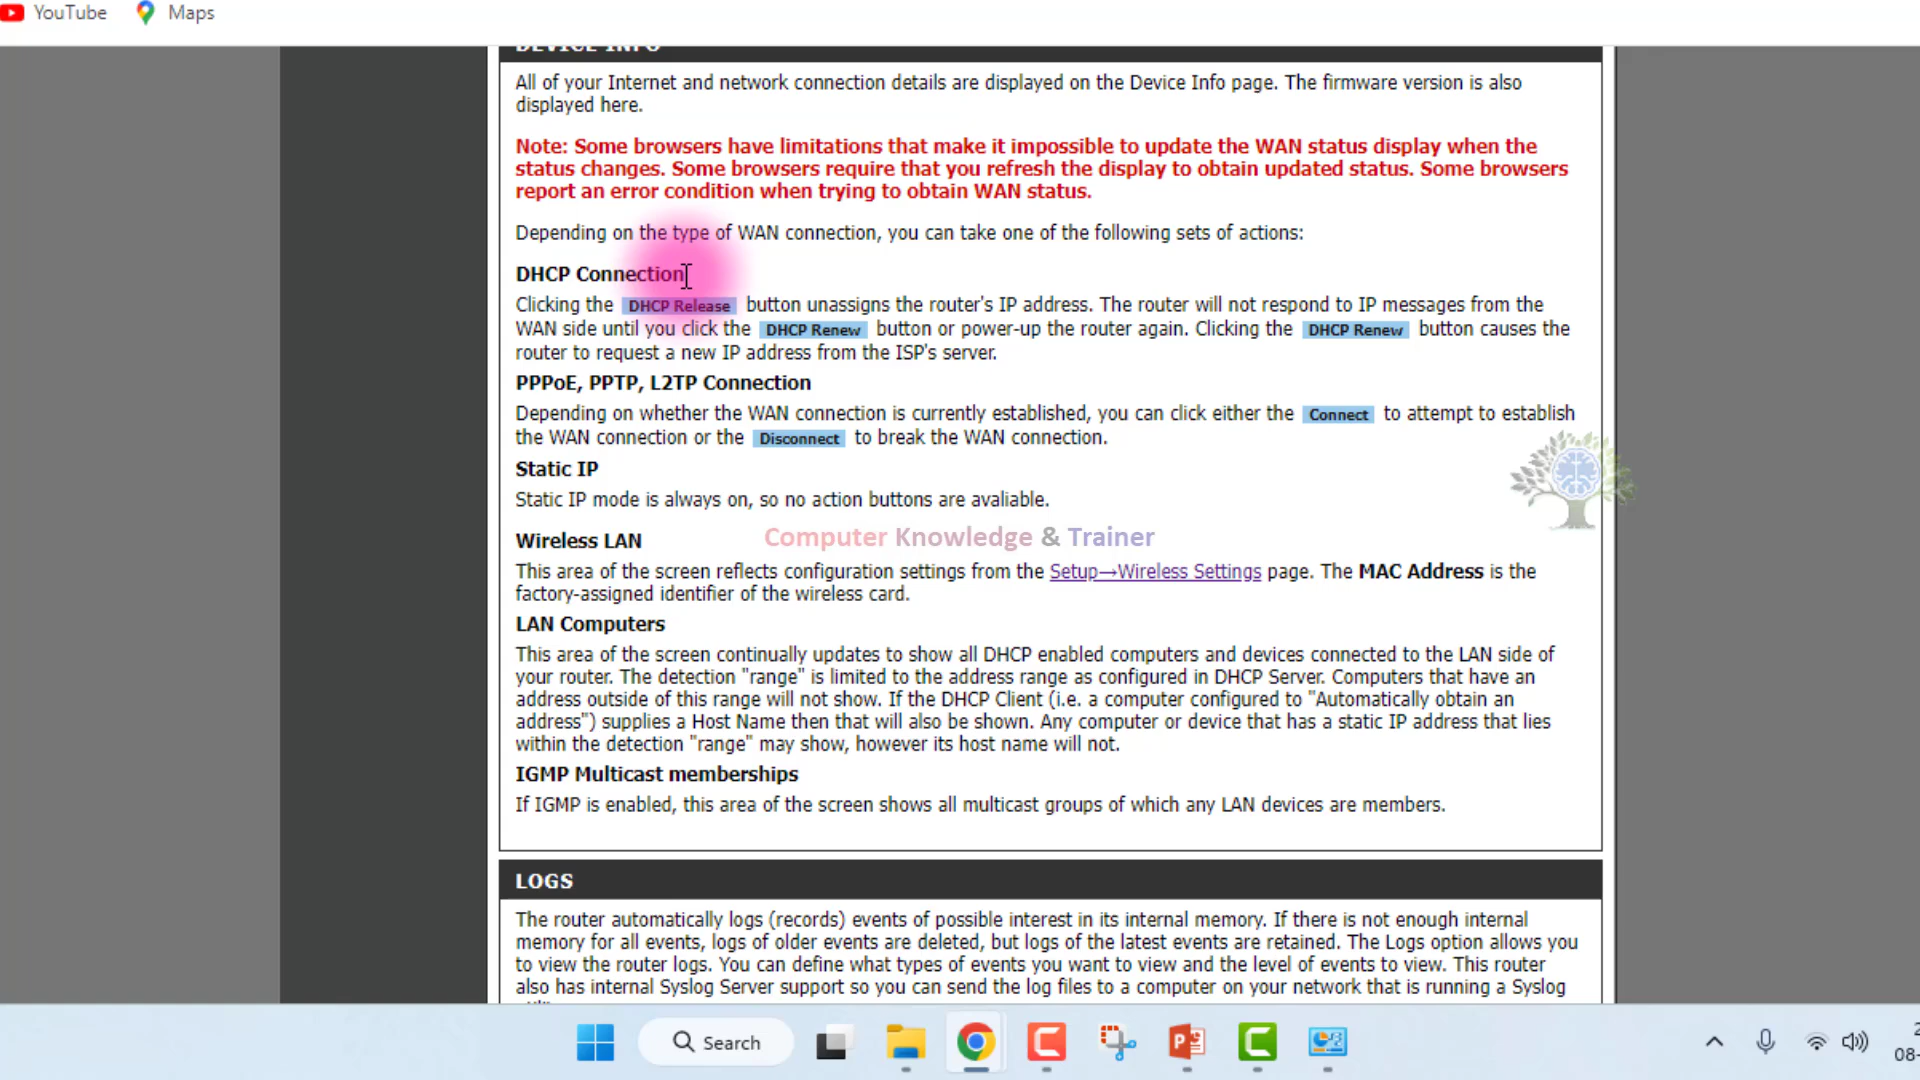 YouTube Maps
DEVICE INFO
All of your Internet and network connection details are displayed on the Device Info page. The firmware version is also
displayed here.
Note: Some browsers have limitations that make it impossible to update the WAN status display when the
status changes. Some browsers require that you refresh the display to obtain updated status. Some browsers
report an error condition when trying to obtain WAN status.
Depending on the type of WAN connection, you can take one of the following sets of actions:
DHCP Connection
Clicking the DHCP Release button unassigns the router's IP address. The router will not respond to IP messages from the
WAN side until you click the DHCP Renew button or power-up the router again. Clicking the DHCP Renew button causes the
router to request a new IP address from the ISP's server.
PPPoE, PPTP, L2TP Connection
Depending on whether the WAN connection is currently established, you can click either the Connect to attempt to establish
the WAN connection or the Disconnect to break the WAN connection.
Static IP
Static IP mode is always on, so no action buttons are avaliable.
Computer Knowledge & Trainer
Wireless LAN
This area of the screen reflects configuration settings from the Setup→Wireless Settings page. The MAC Address is the
factory-assigned identifier of the wireless card.
LAN Computers
This area of the screen continually updates to show all DHCP enabled computers and devices connected to the LAN side of
your router. The detection "range" is limited to the address range as configured in DHCP Server. Computers that have an
address outside of this range will not show. If the DHCP Client (i.e. a computer configured to "Automatically obtain an
address") supplies a Host Name then that will also be shown. Any computer or device that has a static IP address that lies
within the detection "range" may show, however its host name will not.
IGMP Multicast memberships
If IGMP is enabled, this area of the screen shows all multicast groups of which any LAN devices are members.
LOGS
The router automatically logs (records) events of possible interest in its internal memory. If there is not enough internal
memory for all events, logs of older events are deleted, but logs of the latest events are retained. The Logs option allows you
to view the router logs. You can define what types of events you want to view and the level of events to view. This router
also has internal Syslog Server support so you can send the log files to a computer on your network that is running a Syslog
Search
08-